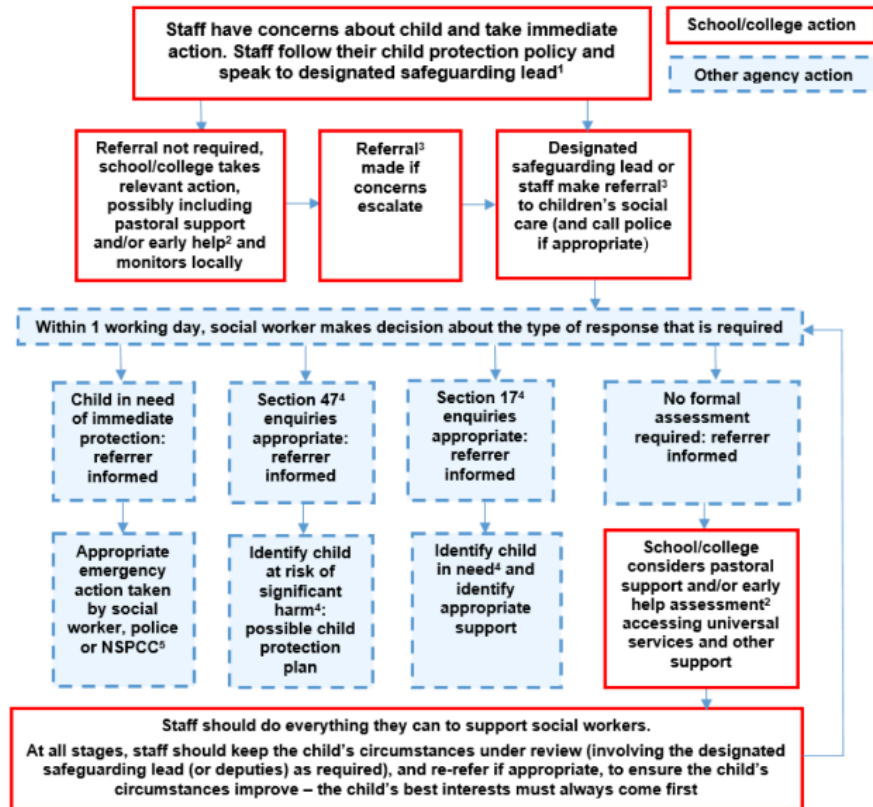 Staff have concerns about child and take immediate
action. Staff follow their child protection policy and
speak to designated safeguarding lead¹
School/college action
Other agency action
Referral not required,
school/college takes
relevant action,
possibly including
pastoral support
and/or early help² and
monitors locally
Referral³
made if
concerns
escalate
Designated
safeguarding lead or
staff make referral³
to children’s social
care (and call police
if appropriate)
Within 1 working day, social worker makes decision about the type of response that is required
Child in need
of immediate
protection:
referrer
informed
Section 47⁴
enquiries
appropriate:
referrer
informed
Section 17⁴
enquiries
appropriate:
referrer
informed
No formal
assessment
required: referrer
informed
Appropriate
emergency
action taken
by social
worker, police
or NSPCC⁵
Identify child
at risk of
significant
harm⁴:
possible child
protection
plan
Identify child
in need⁴ and
identify
appropriate
support
School/college
considers pastoral
support and/or early
help assessment²
accessing universal
services and other
support
Staff should do everything they can to support social workers.
At all stages, staff should keep the child’s circumstances under review (involving the designated
safeguarding lead (or deputies) as required), and re-refer if appropriate, to ensure the child’s
circumstances improve – the child’s best interests must always come first